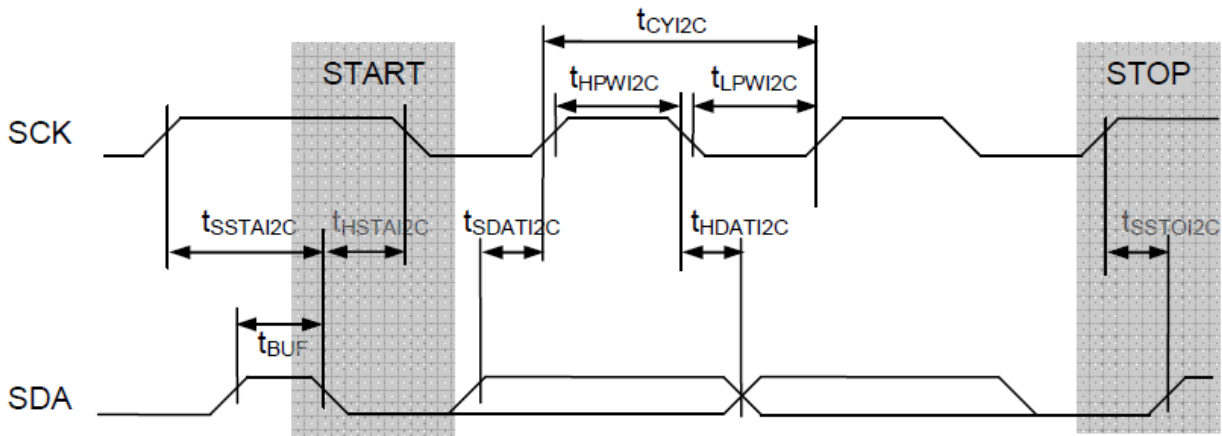 tCYI2C
START
tHPWI2C tLPWI2C
STOP
SCK
tSSTAI2C tHSTAI2C tSDATI2C tHDATI2C tSSTOI2C
tBUF
SDA